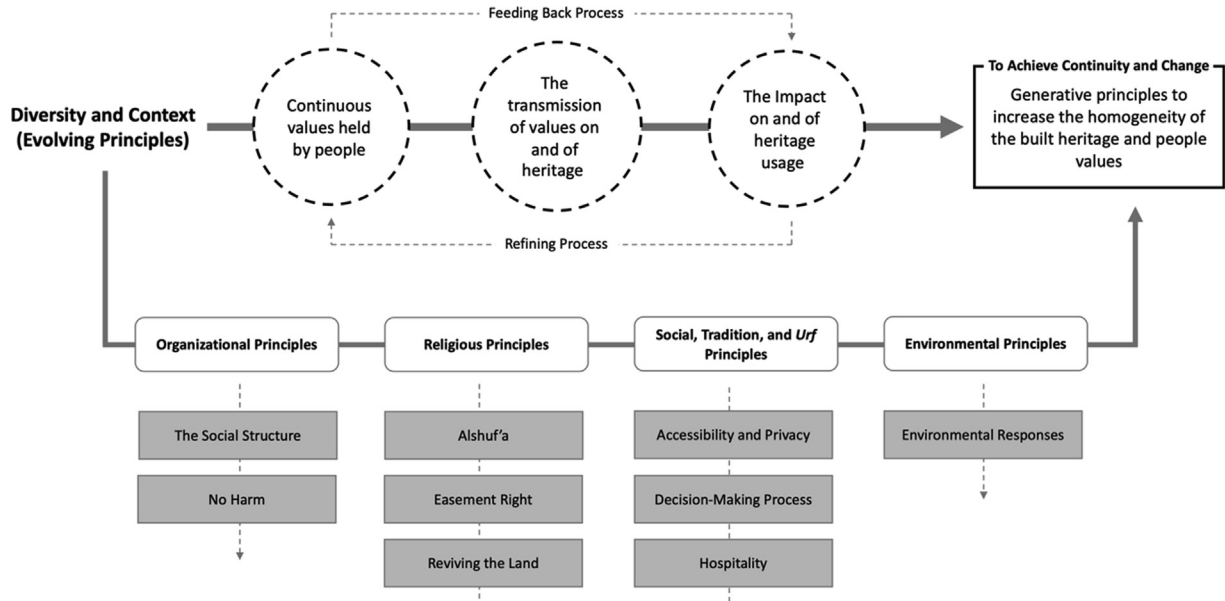 Feeding Back Process
Diversity and Context
(Evolving Principles)
Continuous
values held
by people
The
transmission
of values on
and of
heritage
The Impact
on and of
heritage
usage
To Achieve Continuity and Change
Generative principles to
increase the homogeneity of
the built heritage and people
values
Refining Process
Organizational Principles
Religious Principles
Social, Tradition, and Urf
Principles
Environmental Principles
The Social Structure
Alshuf’a
Accessibility and Privacy
Environmental Responses
No Harm
Easement Right
Decision-Making Process
Reviving the Land
Hospitality